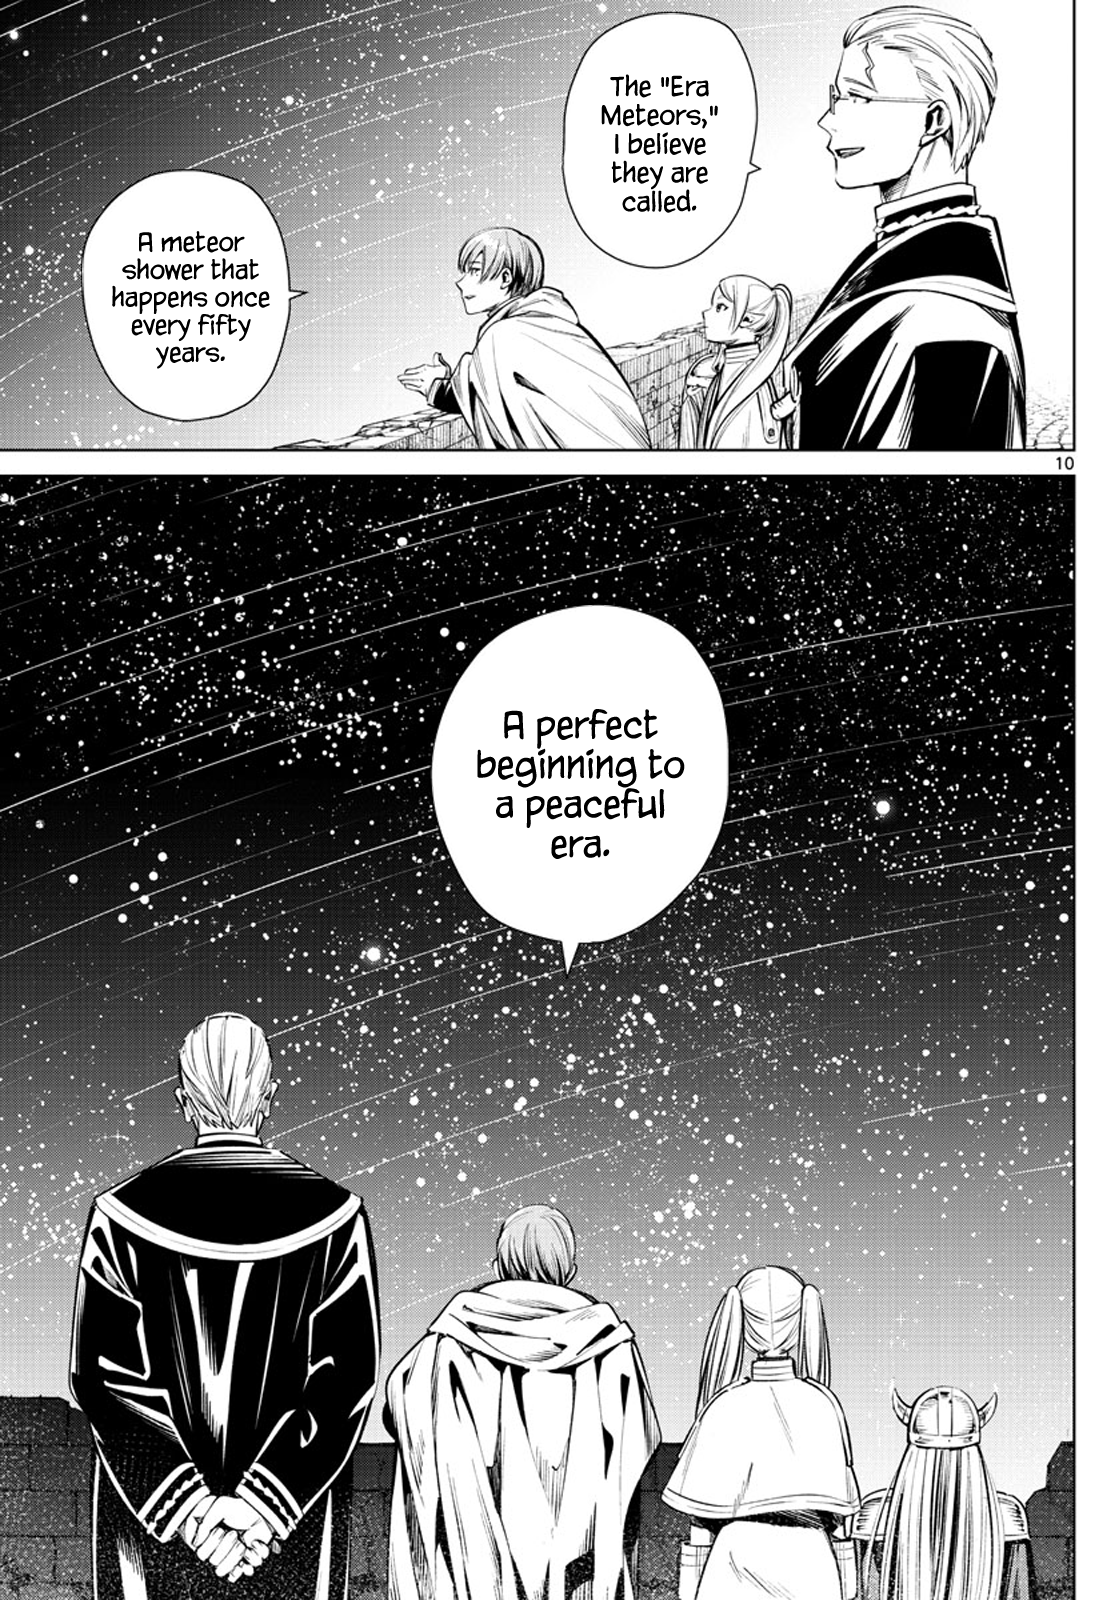 The "Era
Meteors,"
I believe
they are
called.
A meteor
shower that
happens once
every fifty
years.
10
A perfect
beginning to
a peaceful
era.